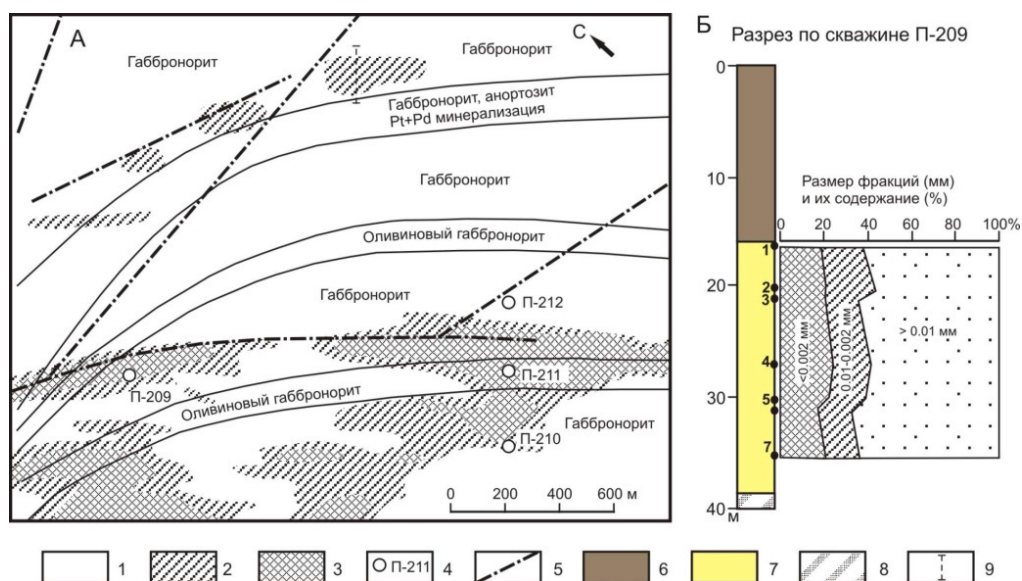 А
С
Габбронорит
Габбронорит
Габбронорит, анортозит
Pt+Pd минерализация
Габбронорит
Оливиновый габбронорит
Габбронорит
П-212
П-209
П-211
Оливиновый габбронорит
Габбронорит
П-210
0 200 400 600 м
Б
Разрез по скважине П-209
0
10
20
30
40
м
Размер фракций (мм)
и их содержание (%)
0 20 40 60 80 100%
1
2
3
4
5
7
<0.002 мм
0.01-0.002 мм
> 0.01 мм
1 2 3 П-211 4 5 6 7 8 9